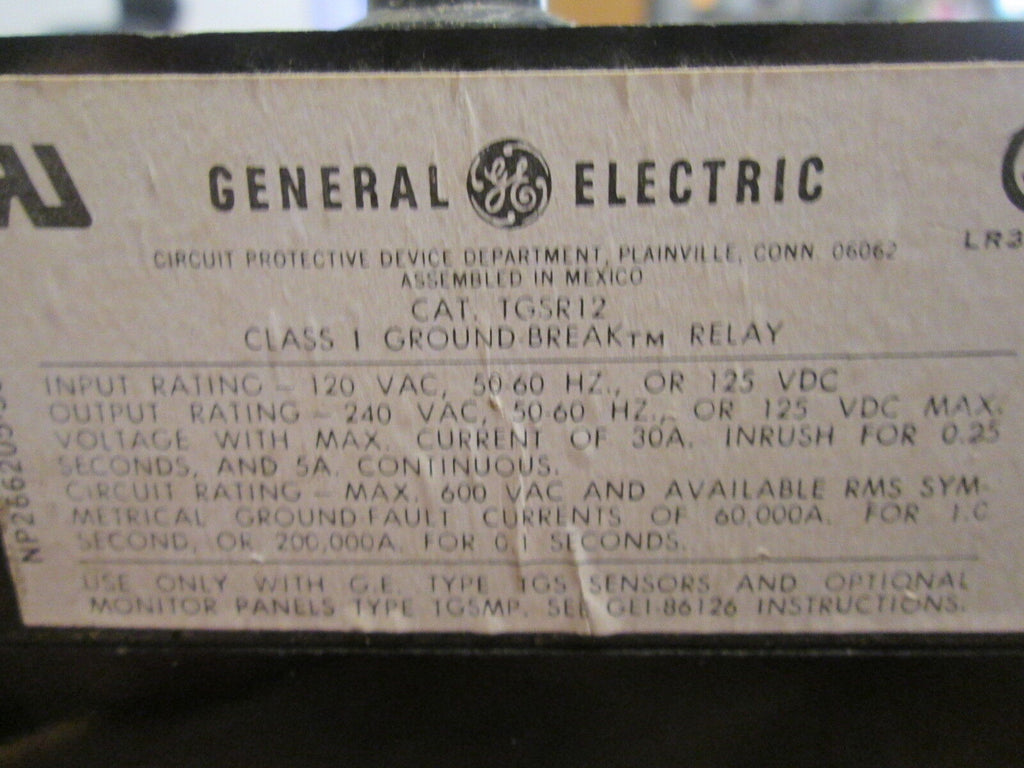 GENERAL GE ELECTRIC
LR3
CIRCUIT PROTECTIVE DEVICE DEPARTMENT, PLAINVILLE, CONN. 06062
ASSEMBLED IN MEXICO
CAT. TGSR12
CLASS I GROUND-BREAK™ RELAY
INPUT RATING - 120 VAC, 50-60 HZ., OR 125 VDC
OUTPUT RATING - 240 VAC, 50-60 HZ., OR 125 VDC MAX.
VOLTAGE WITH MAX. CURRENT OF 30A. INRUSH FOR 0.25
SECONDS, AND 5A. CONTINUOUS.
CIRCUIT RATING - MAX. 600 VAC AND AVAILABLE RMS SYM-
METRICAL GROUND-FAULT CURRENTS OF 60,000A. FOR 1.0
SECOND, OR 200,000A. FOR 0.1 SECONDS.
USE ONLY WITH G.E. TYPE TGS SENSORS AND OPTIONAL
MONITOR PANELS TYPE TGSMP. SEE GEI-86126 INSTRUCTIONS.